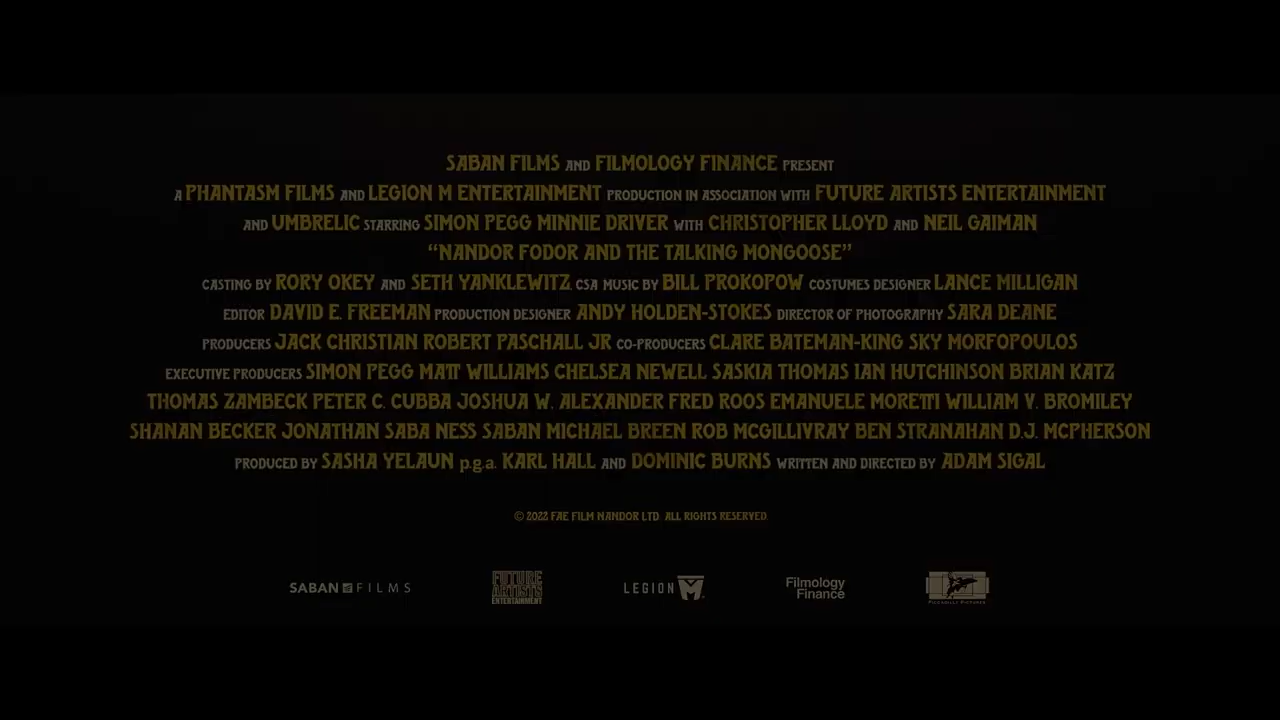 SABAN FILMS AND FILMOLOGY FINANCE PRESENT
A PHANTASM FILMS AND LEGION M ENTERTAINMENT PRODUCTION IN ASSOCIATION WITH FUTURE ARTISTS ENTERTAINMENT
AND UMBRELIC STARRING SIMON PEGG MINNIE DRIVER WITH CHRISTOPHER LLOYD AND NEIL GAIMAN
“NANDOR FODOR AND THE TALKING MONGOOSE”
CASTING BY RORY OKEY AND SETH YANKLEWITZ, CSA MUSIC BY BILL PROKOPOW COSTUMES DESIGNER LANCE MILLIGAN
EDITOR DAVID E. FREEMAN PRODUCTION DESIGNER ANDY HOLDEN-STOKES DIRECTOR OF PHOTOGRAPHY SARA DEANE
PRODUCERS JACK CHRISTIAN ROBERT PASCHALL JR CO-PRODUCERS CLARE BATEMAN-KING SKY MORFOPOULOS
EXECUTIVE PRODUCERS SIMON PEGG MATT WILLIAMS CHELSEA NEWELL SASKIA THOMAS IAN HUTCHINSON BRIAN KATZ
THOMAS ZAMBECK PETER C. CUBBA JOSHUA W. ALEXANDER FRED ROOS EMANUELE MORETTI WILLIAM V. BROMILEY
SHANAN BECKER JONATHAN SABA NESS SABAN MICHAEL BREEN ROB MCGILLIVRAY BEN STRANAHAN D.J. MCPHERSON
PRODUCED BY SASHA YELAUN p.g.a. KARL HALL AND DOMINIC BURNS WRITTEN AND DIRECTED BY ADAM SIGAL
© 2022 FAE FILM NANDOR LTD. ALL RIGHTS RESERVED.
SABAN FILMS
FUTURE
ARTISTS
ENTERTAINMENT
LEGION M
Filmology
Finance
PICCADILLY PICTURES